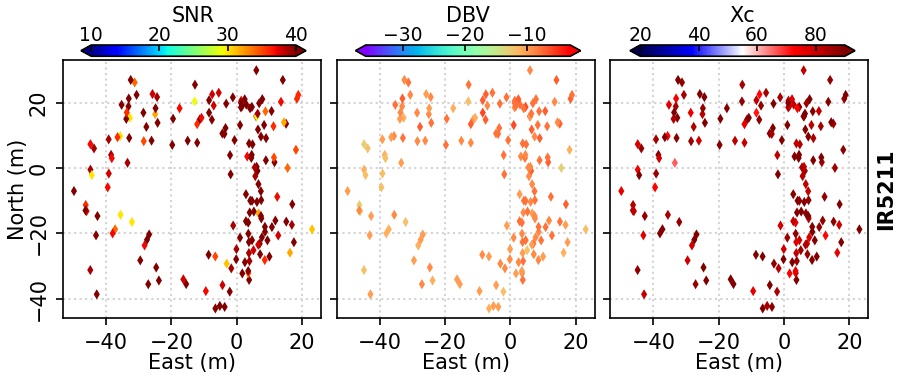 SNR DBV Xc
10 20 30 40 −30 −20 −10 20 40 60 80
20
0
−20
−40
North (m)
−40 −20 0 20 −40 −20 0 20 −40 −20 0 20
East (m) East (m) East (m)
IR5211